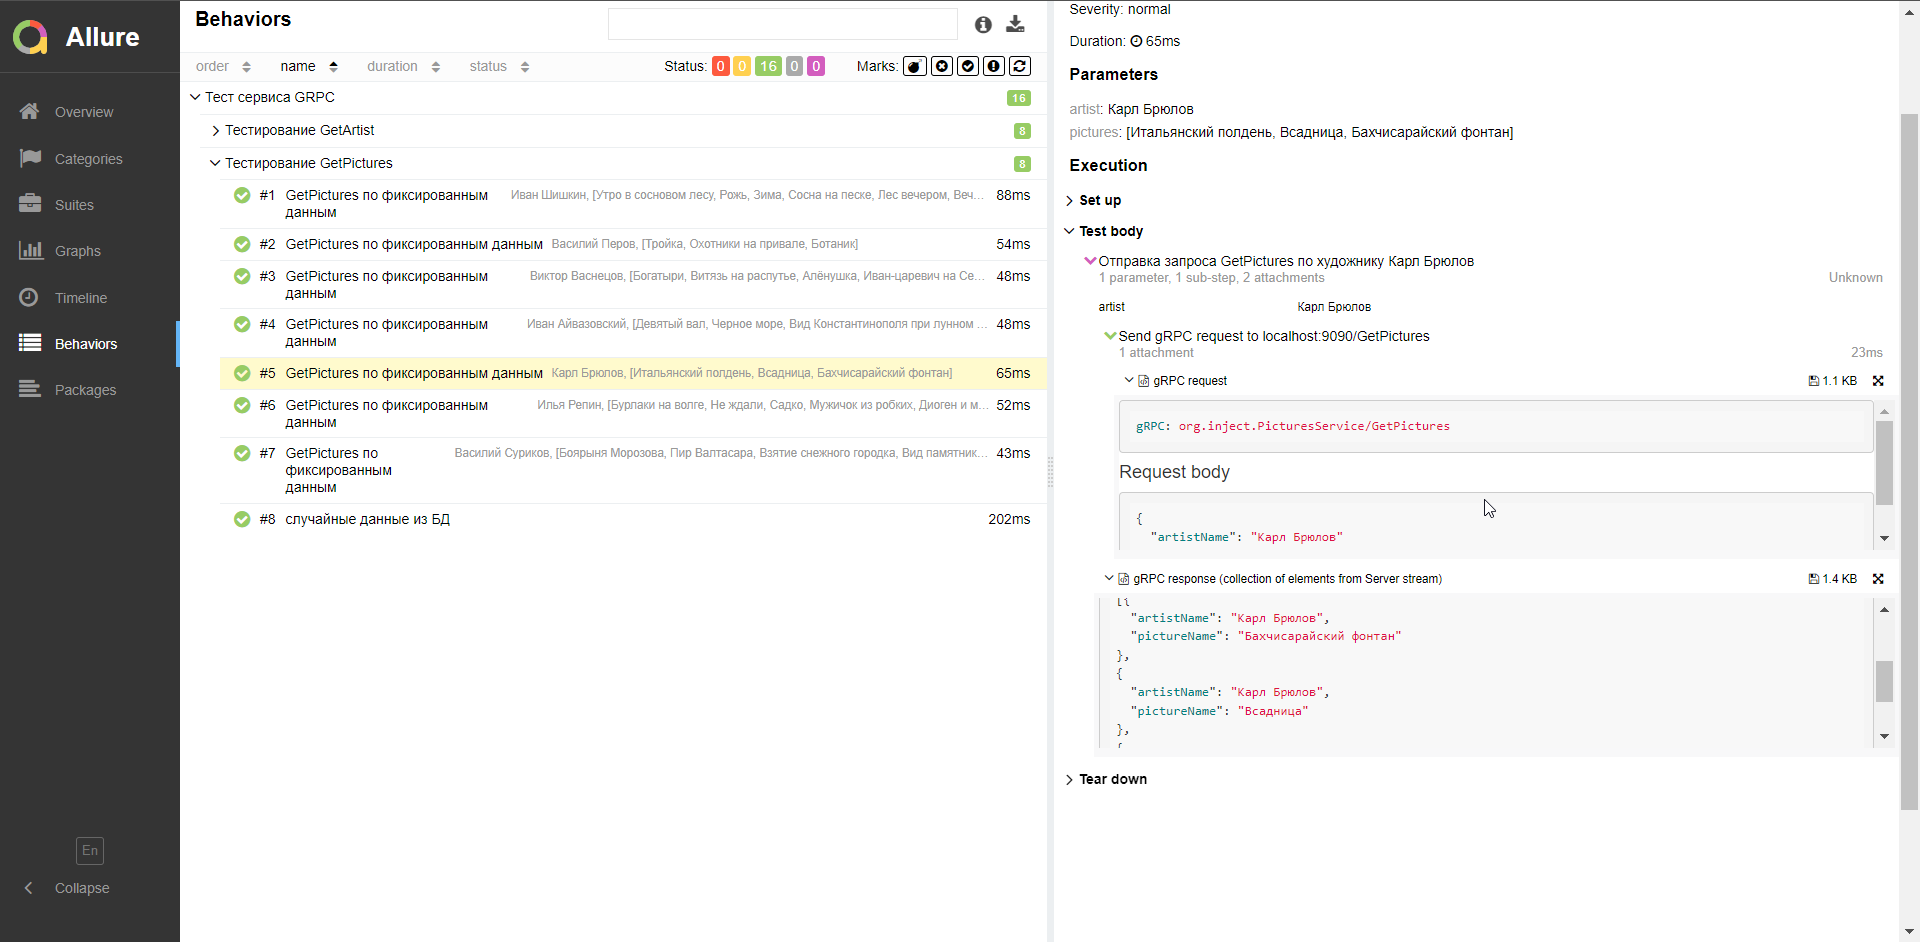 Allure
Overview
Categories
Suites
Graphs
Timeline
Behaviors
Packages
En
Collapse
Behaviors
order name duration status Status: 0 0 16 0 0 Marks:
Тест сервиса GRPC 16
Тестирование GetArtist 8
Тестирование GetPictures 8
#1 GetPictures по фиксированным Иван Шишкин, [Утро в сосновом лесу, Рожь, Зима, Сосна на песке, Лес вечером, Веч... 88ms
данным
#2 GetPictures по фиксированным данным Василий Перов, [Тройка, Охотники на привале, Ботаник] 54ms
#3 GetPictures по фиксированным Виктор Васнецов, [Богатыри, Витязь на распутье, Алёнушка, Иван-царевич на Се... 48ms
данным
#4 GetPictures по фиксированным Иван Айвазовский, [Девятый вал, Черное море, Вид Константинополя при лунном ... 48ms
данным
#5 GetPictures по фиксированным данным Карл Брюлов, [Итальянский полдень, Всадница, Бахчисарайский фонтан] 65ms
#6 GetPictures по фиксированным Илья Репин, [Бурлаки на волге, Не ждали, Садко, Мужичок из робких, Диоген и м... 52ms
данным
#7 GetPictures по Василий Суриков, [Боярыня Морозова, Пир Валтасара, Взятие снежного городка, Вид памятник... 43ms
фиксированным
данным
#8 случайные данные из БД 202ms
Severity: normal
Duration: 65ms
Parameters
artist: Карл Брюлов
pictures: [Итальянский полдень, Всадница, Бахчисарайский фонтан]
Execution
Set up
Test body
Отправка запроса GetPictures по художнику Карл Брюлов
1 parameter, 1 sub-step, 2 attachments Unknown
artist Карл Брюлов
Send gRPC request to localhost:9090/GetPictures
1 attachment 23ms
gRPC request 1.1 KB
gRPC: org.inject.PicturesService/GetPictures
Request body
{
"artistName": "Карл Брюлов"
gRPC response (collection of elements from Server stream) 1.4 KB
[{
"artistName": "Карл Брюлов",
"pictureName": "Бахчисарайский фонтан"
},
{
"artistName": "Карл Брюлов",
"pictureName": "Всадница"
},
{
Tear down